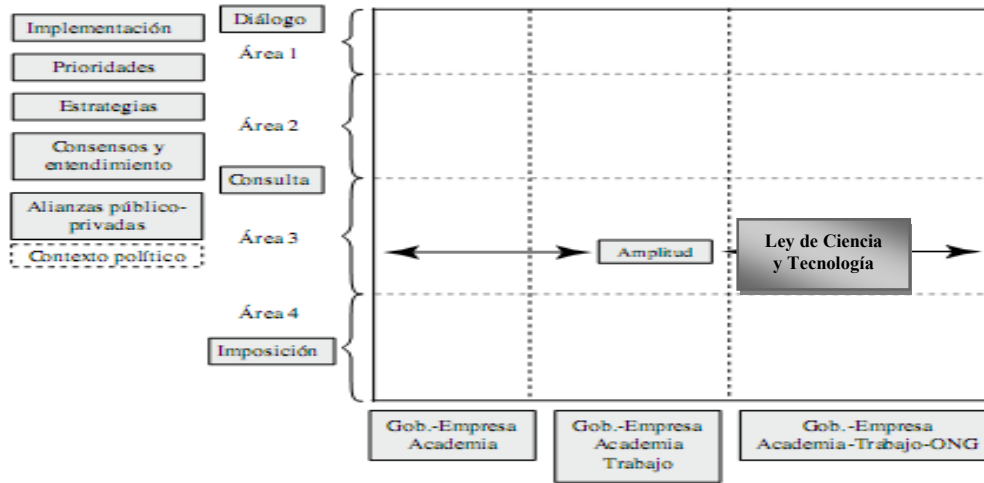 Implementación
Prioridades
Estrategias
Consensos y
entendimiento
Alianzas público-
privadas
Contexto político
Diálogo
Área 1
Área 2
Consulta
Área 3
Área 4
Imposición
Amplitud
Ley de Ciencia
y Tecnología
Gob.-Empresa
Academia
Gob.-Empresa
Academia
Trabajo
Gob.-Empresa
Academia-Trabajo-ONG